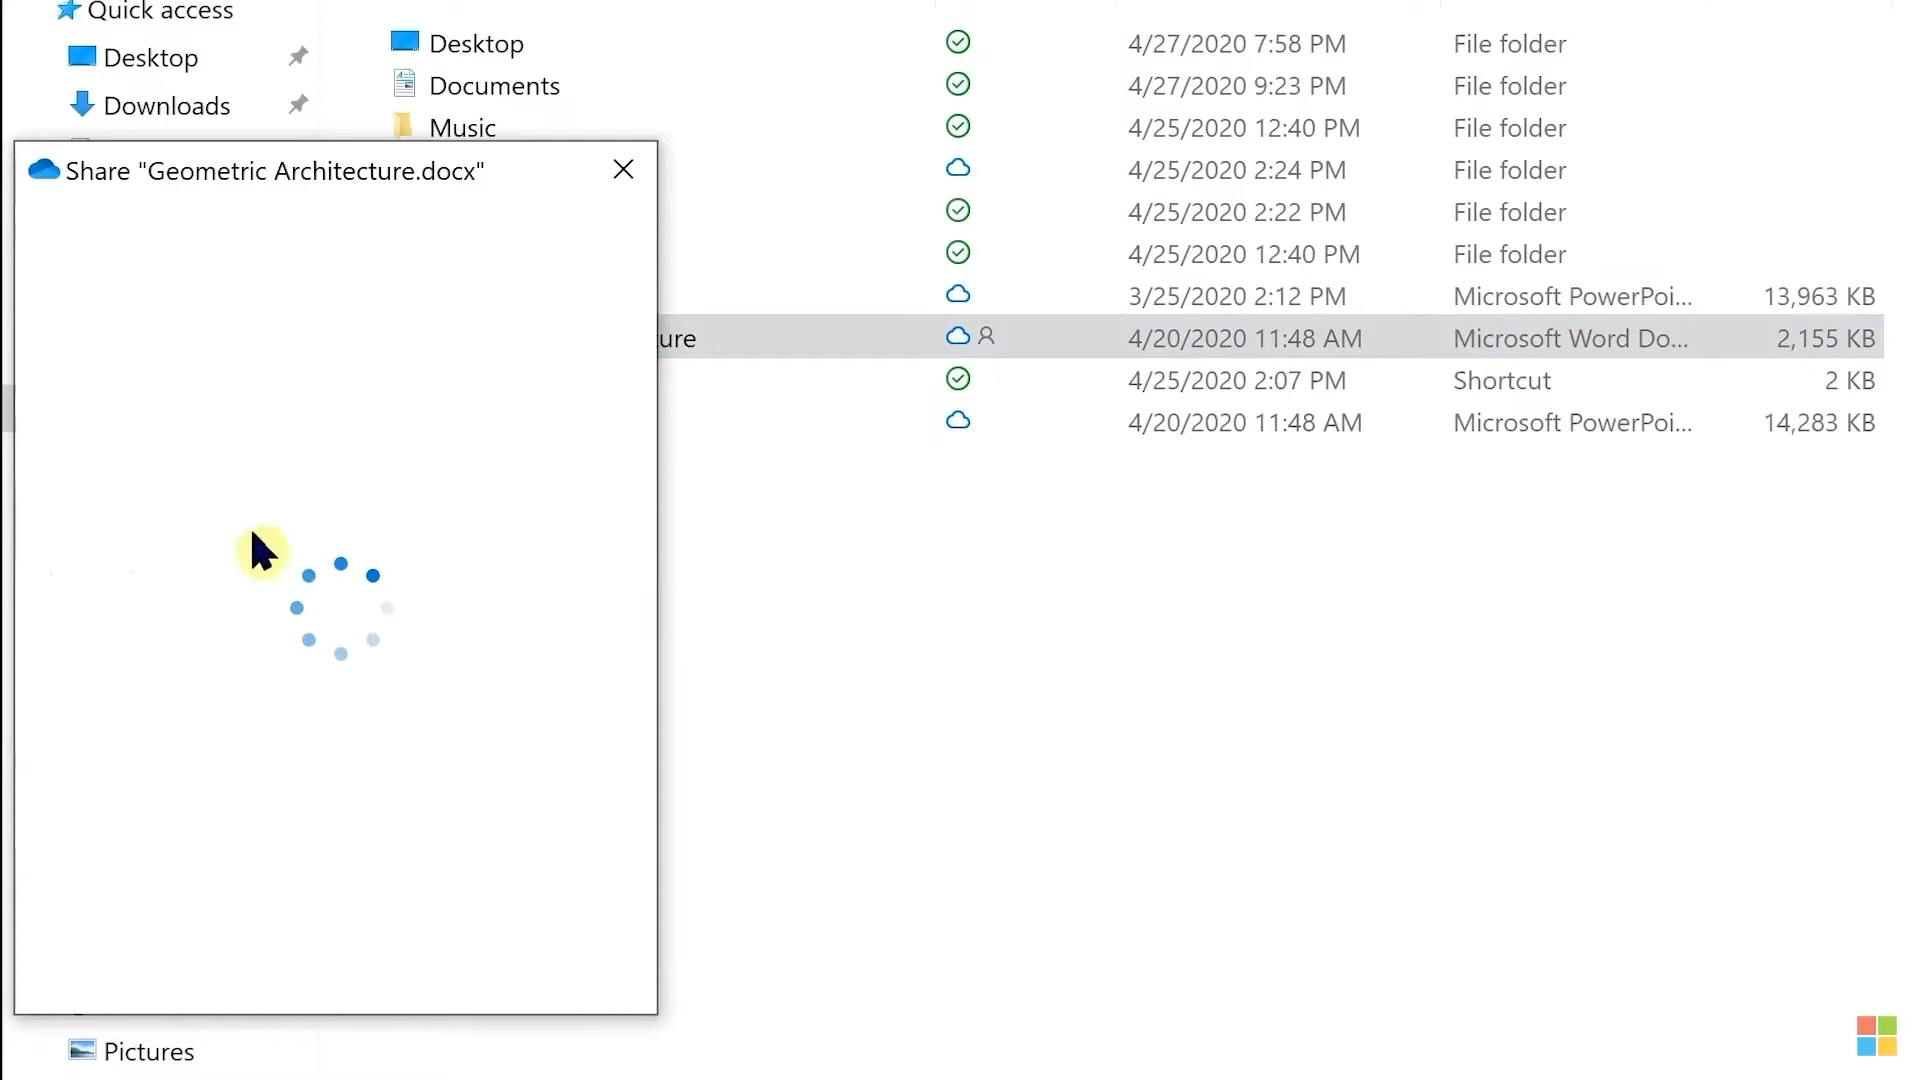 Quick access
Desktop
Downloads
Pictures
Share "Geometric Architecture.docx"
Desktop 4/27/2020 7:58 PM File folder
Documents 4/27/2020 9:23 PM File folder
Music 4/25/2020 12:40 PM File folder
4/25/2020 2:24 PM File folder
4/25/2020 2:22 PM File folder
4/25/2020 12:40 PM File folder
3/25/2020 2:12 PM Microsoft PowerPoi... 13,963 KB
ure 4/20/2020 11:48 AM Microsoft Word Do... 2,155 KB
4/25/2020 2:07 PM Shortcut 2 KB
4/20/2020 11:48 AM Microsoft PowerPoi... 14,283 KB